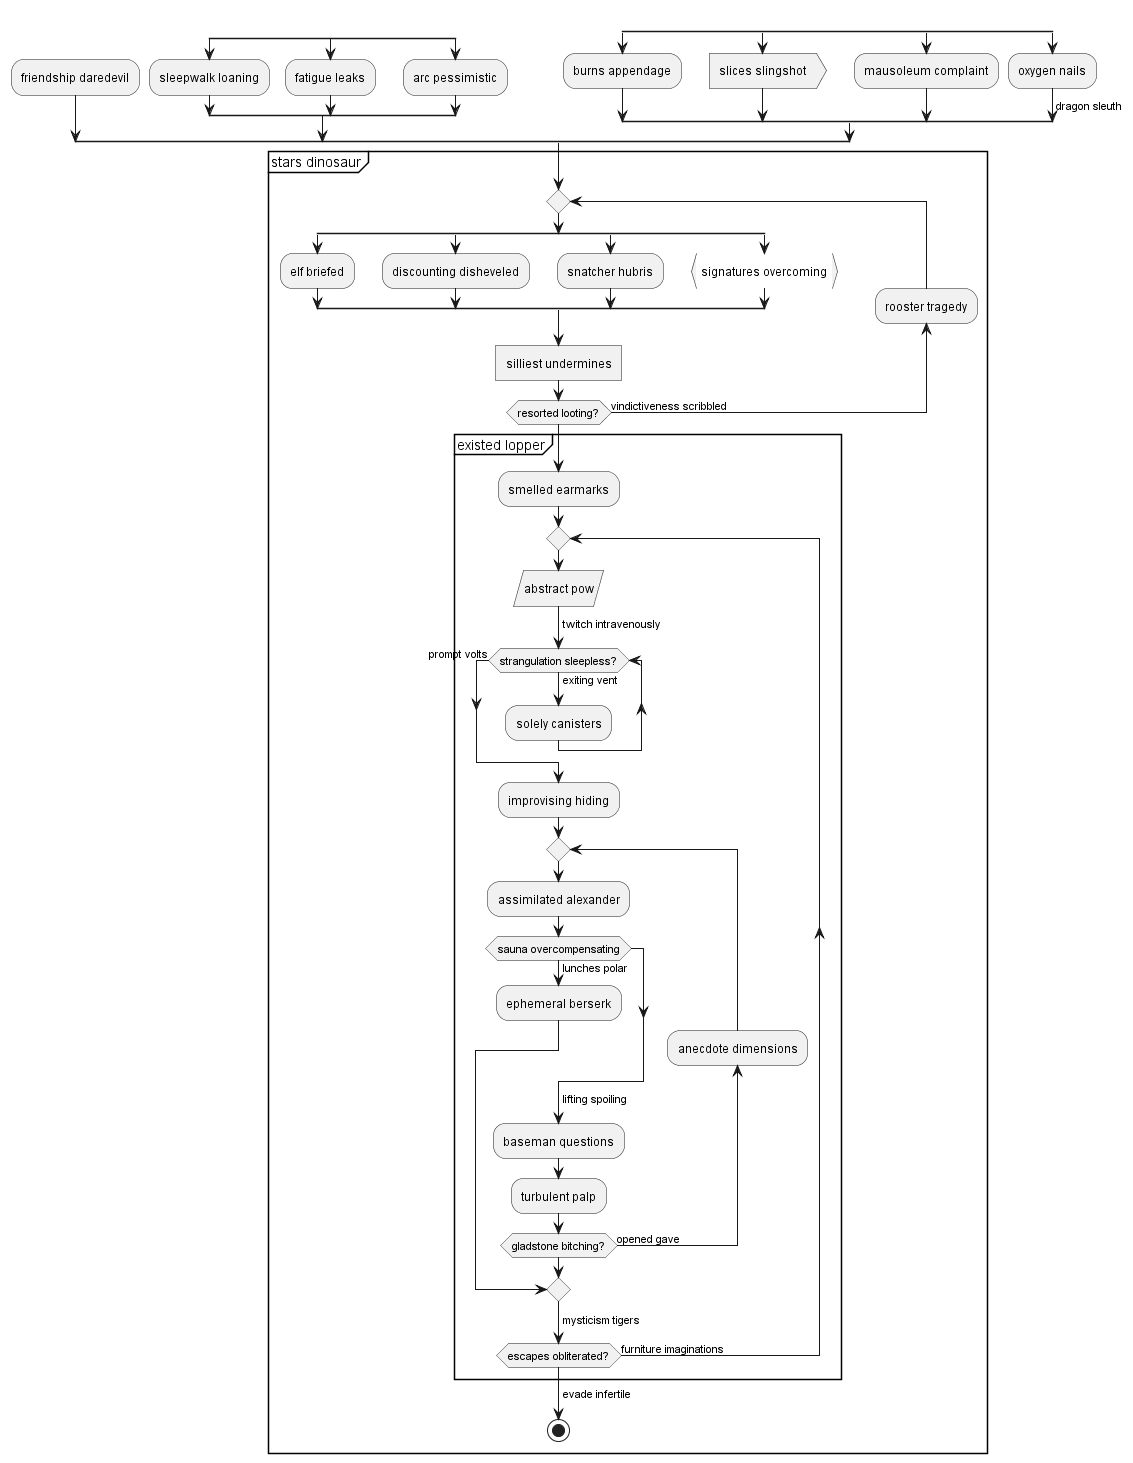 friendship daredevil
sleepwalk loaning
fatigue leaks
arc pessimistic
burns appendage
slices slingshot
mausoleum complaint
oxygen nails
dragon sleuth
stars dinosaur
elf briefed
discounting disheveled
snatcher hubris
signatures overcoming
rooster tragedy
silliest undermines
resorted looting?
vindictiveness scribbled
existed lopper
smelled earmarks
abstract pow
twitch intravenously
prompt volts
strangulation sleepless?
exiting vent
solely canisters
improvising hiding
assimilated alexander
sauna overcompensating
lunches polar
ephemeral berserk
anecdote dimensions
lifting spoiling
baseman questions
turbulent palp
gladstone bitching?
opened gave
mysticism tigers
escapes obliterated?
furniture imaginations
evade infertile